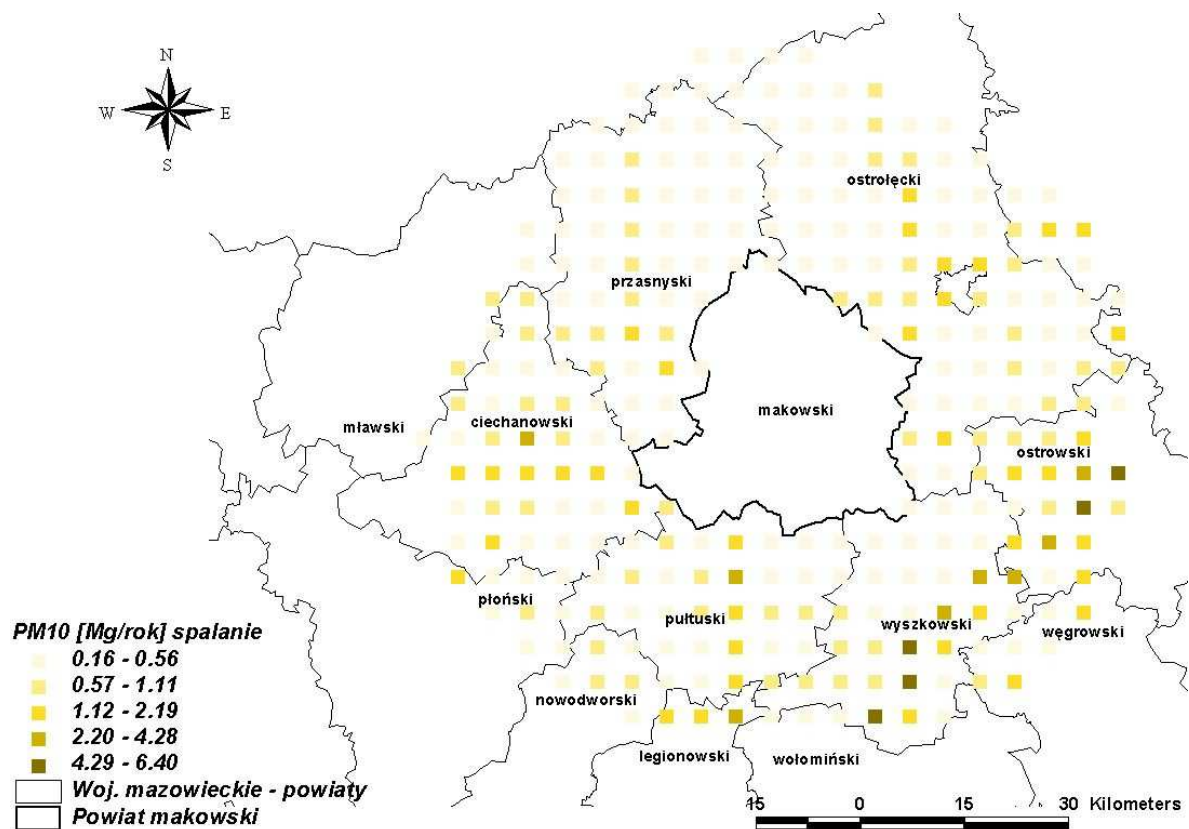 N
W E
S
ostrołęcki
przasnyski
makowski
mławski
ciechanowski
ostrowski
płoński
pułtuski
wyszkowski
węgrowski
nowodworski
legionowski
wołomiński
PM10 [Mg/rok] spalanie
0.16 - 0.56
0.57 - 1.11
1.12 - 2.19
2.20 - 4.28
4.29 - 6.40
Woj. mazowieckie - powiaty
Powiat makowski
15 0 15 30 Kilometers